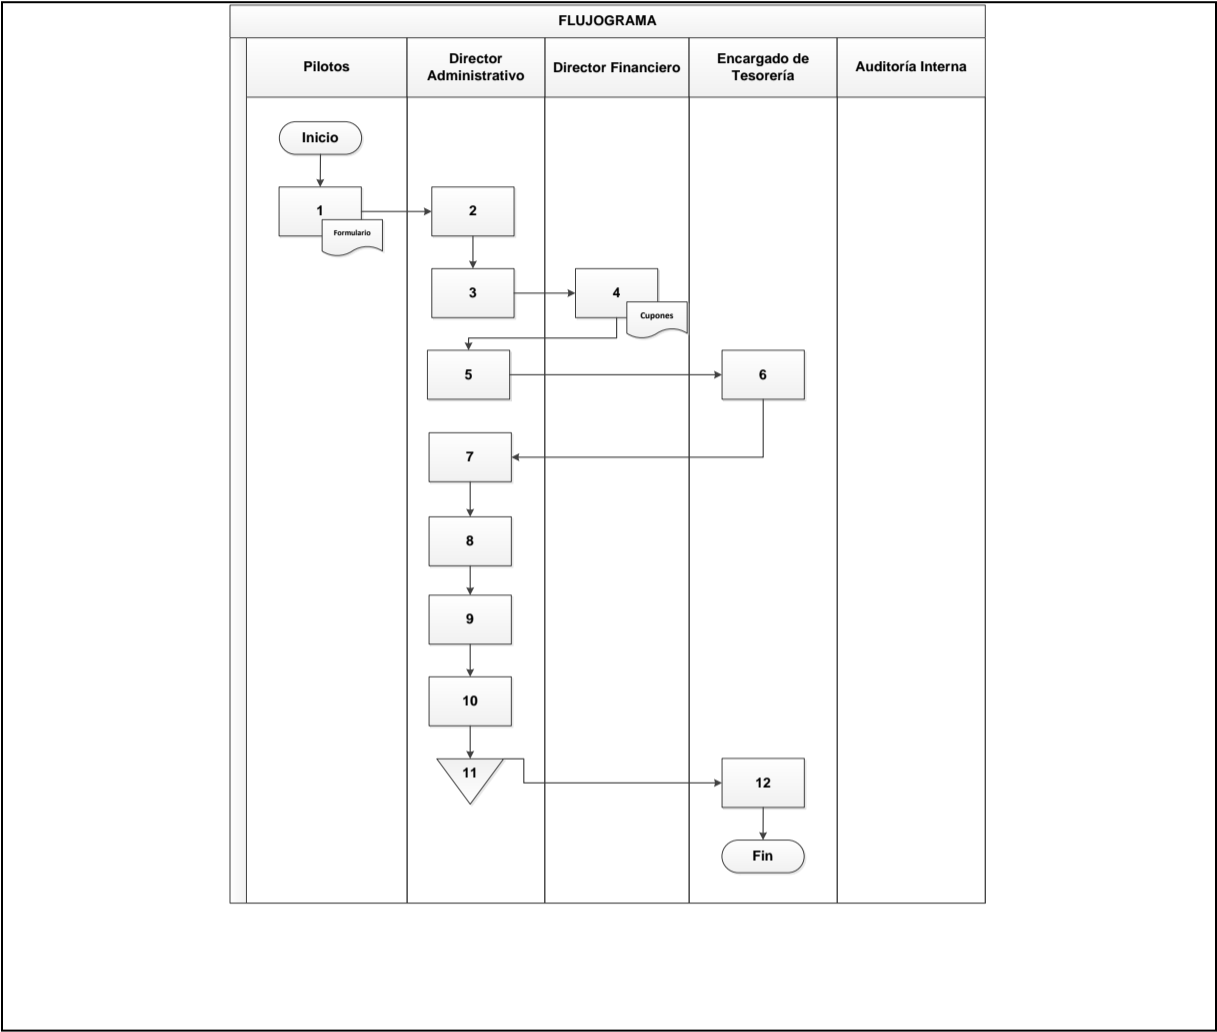 FLUJOGRAMA
Pilotos
Director
Administrativo
Director Financiero
Encargado de
Tesorería
Auditoría Interna
Inicio
1
Formulario
2
3
4
Cupones
5
6
7
8
9
10
11
12
Fin